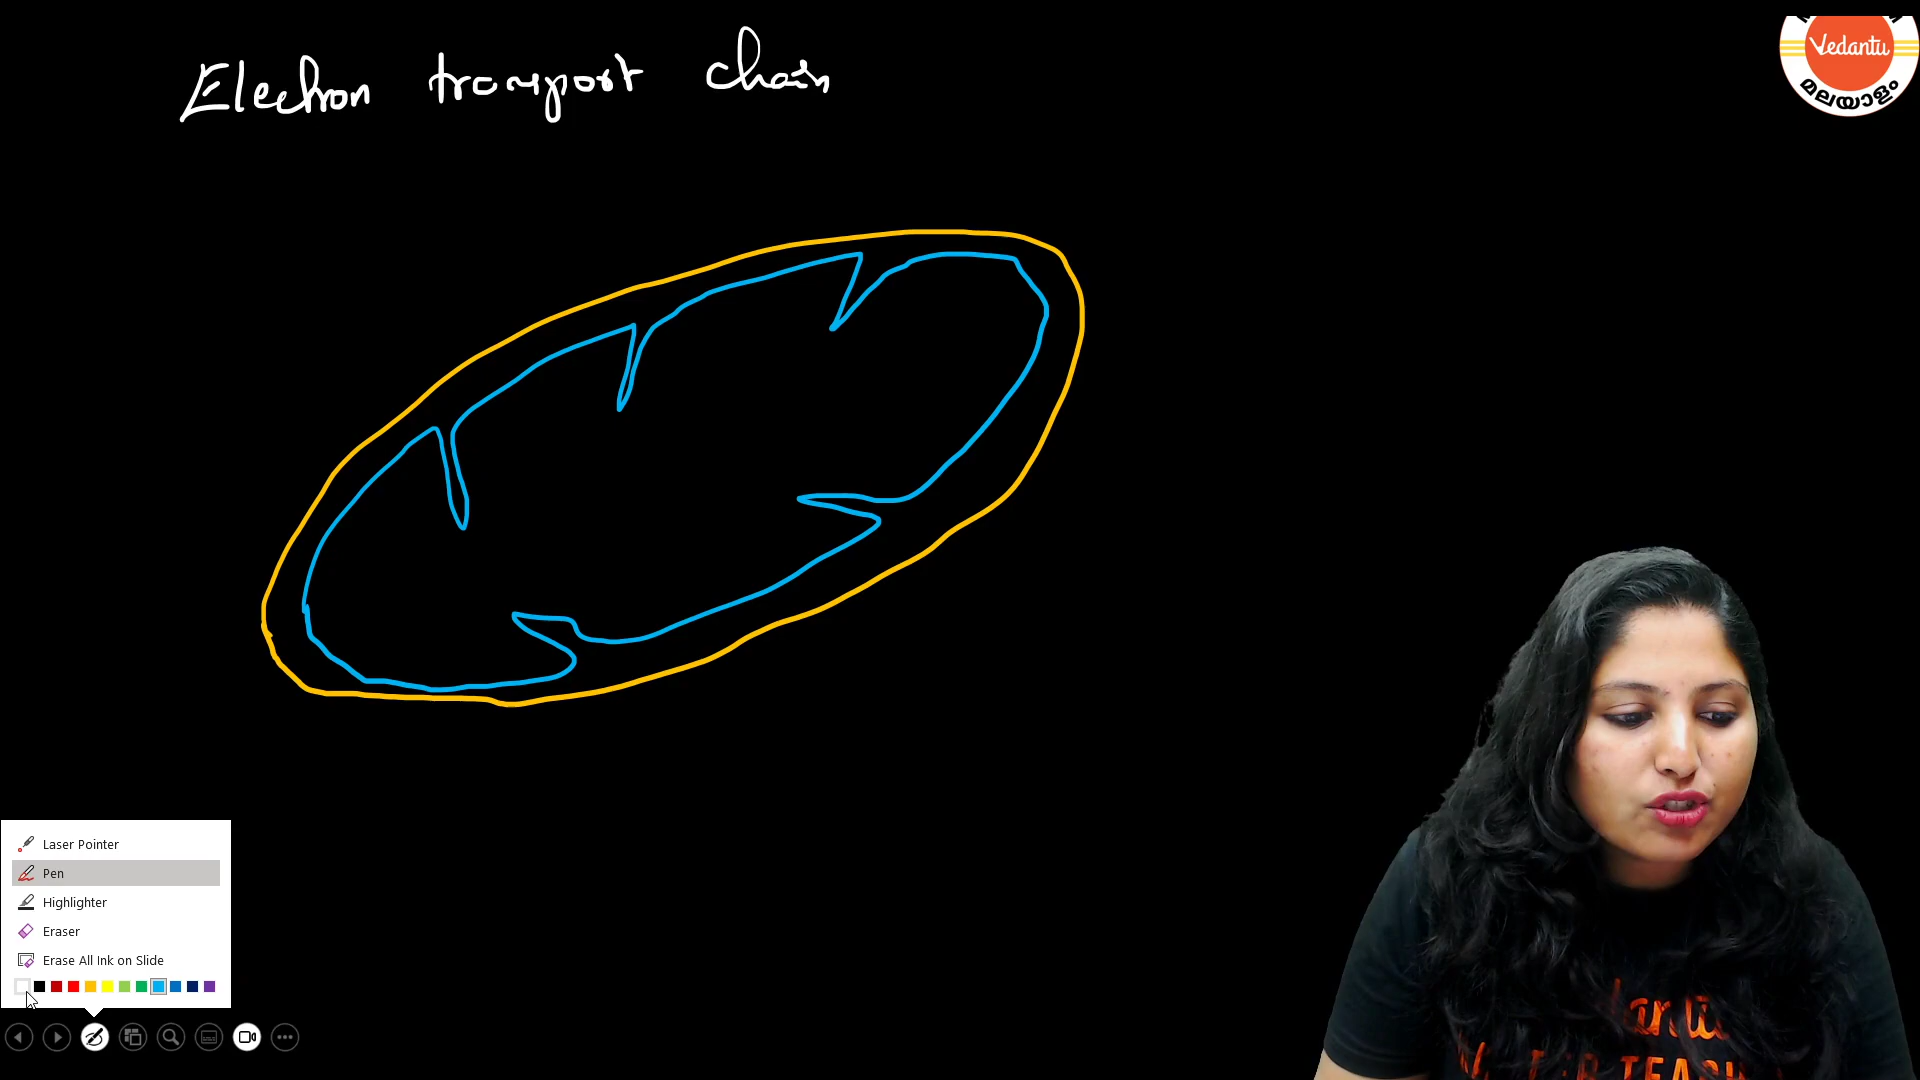 Electron transport chain
Vedantu
മലയാളം
Laser Pointer
Pen
Highlighter
Eraser
Erase All Ink on Slide